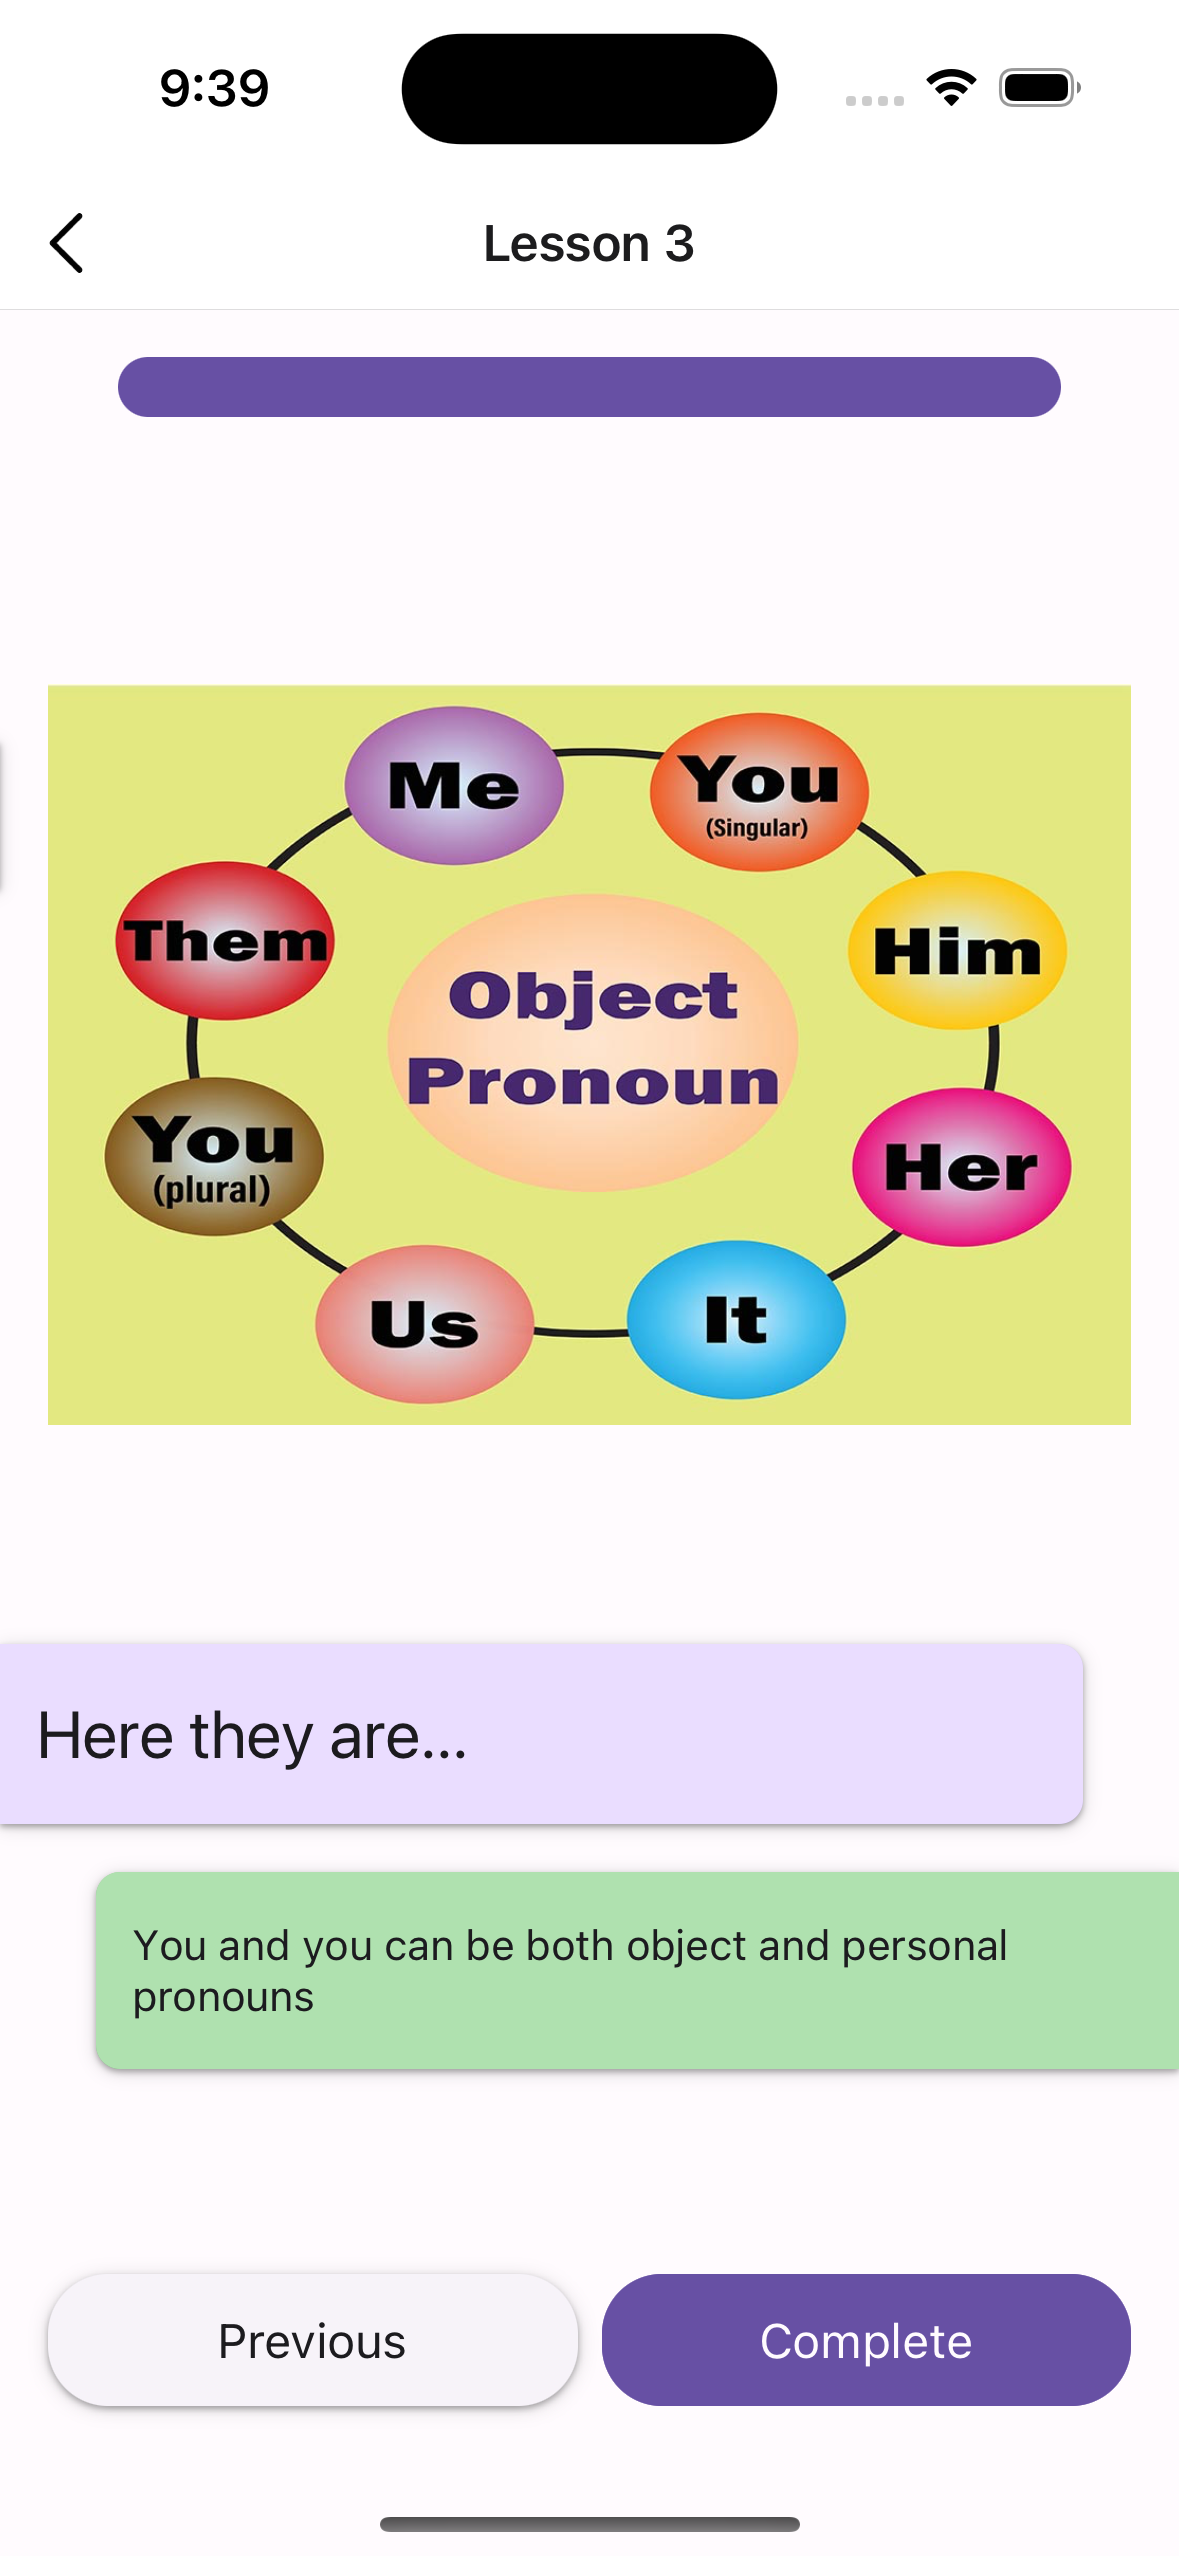 9:39
Lesson 3
Me
You
(Singular)
Them
Him
Object
Pronoun
You
(plural)
Her
Us
It
Here they are...
You and you can be both object and personal
pronouns
Previous
Complete